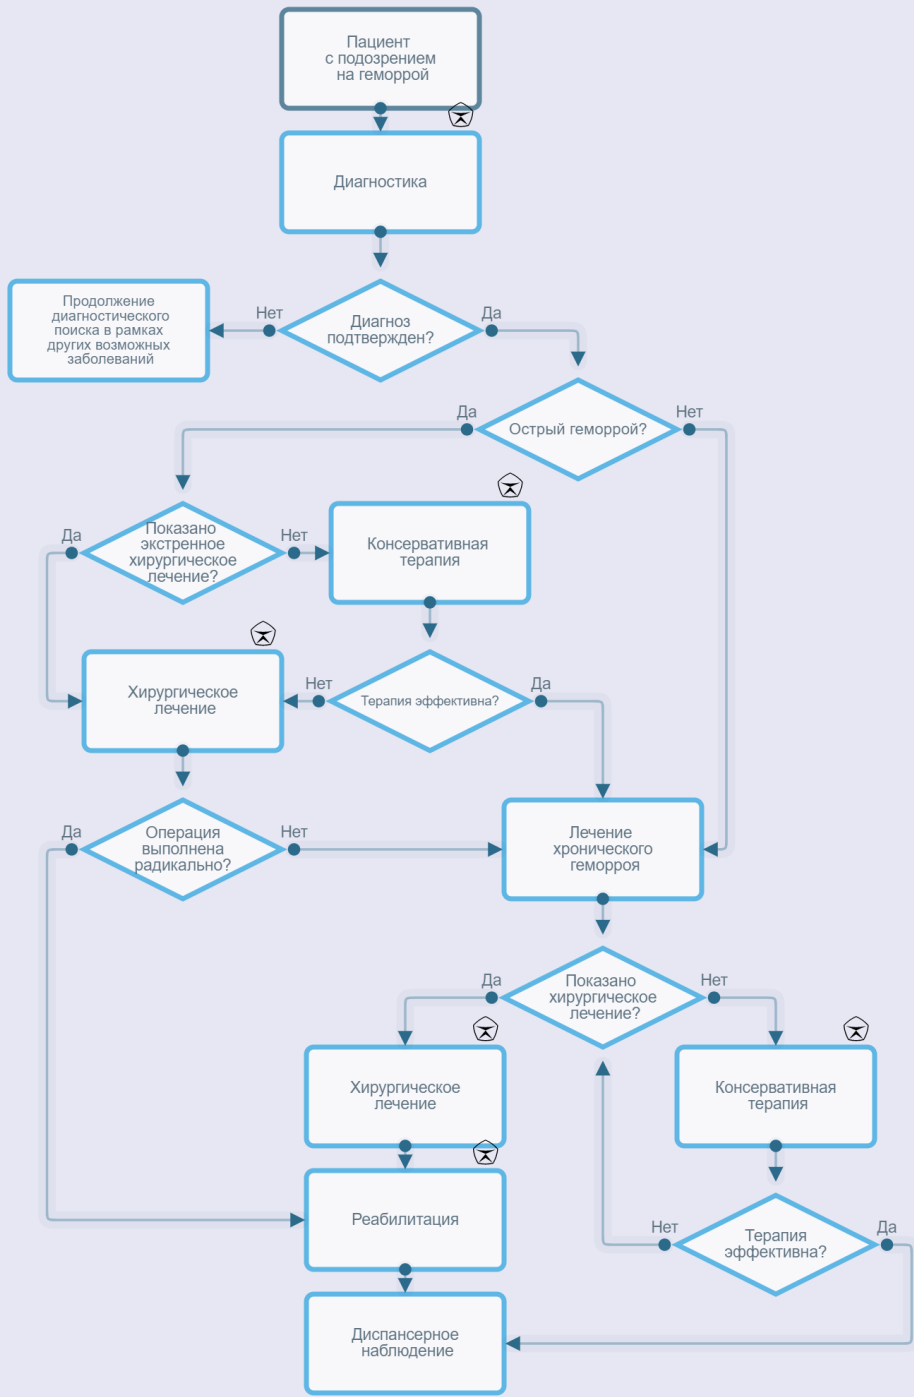 Пациент
с подозрением
на геморрой
Диагностика
Продолжение
диагностического
поиска в рамках
других возможных
заболеваний
Нет
Диагноз
подтвержден?
Да
Да
Острый геморрой?
Нет
Да
Показано
экстренное
хирургическое
лечение?
Нет
Консервативная
терапия
Хирургическое
лечение
Нет
Терапия эффективна?
Да
Да
Операция
выполнена
радикально?
Нет
Лечение
хронического
геморроя
Да
Показано
хирургическое
лечение?
Нет
Хирургическое
лечение
Консервативная
терапия
Реабилитация
Нет
Терапия
эффективна?
Да
Диспансерное
наблюдение